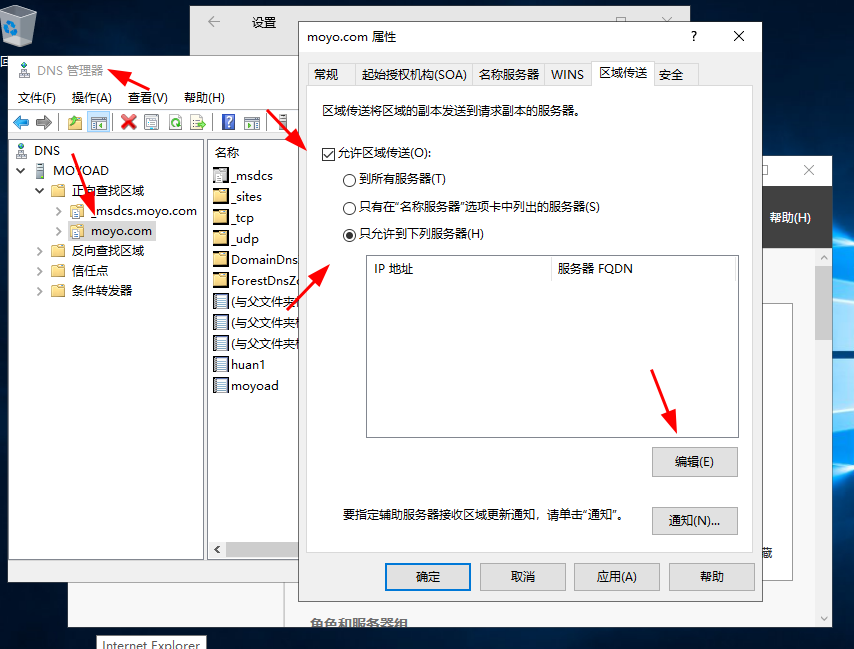 设置
moyo.com 属性
?
DNS 管理器
文件(F) 操作(A) 查看(V) 帮助(H)
常规 起始授权机构(SOA) 名称服务器 WINS 区域传送 安全
区域传送将区域的副本发送到请求副本的服务器。
允许区域传送(O):
到所有服务器(T)
只有在“名称服务器”选项卡中列出的服务器(S)
只允许到下列服务器(H)
IP 地址 服务器 FQDN
编辑(E)
要指定辅助服务器接收区域更新通知，请单击“通知”。
通知(N)...
确定 取消 应用(A) 帮助
DNS
MOYOAD
正向查找区域
_msdcs.moyo.com
moyo.com
反向查找区域
信任点
条件转发器
名称
_msdcs
_sites
_tcp
_udp
DomainDns
ForestDnsZo
(与父文件夹相
(与父文件夹相
(与父文件夹相
huan1
moyoad
帮助(H)
藏
角色和服务器组
Internet Explorer